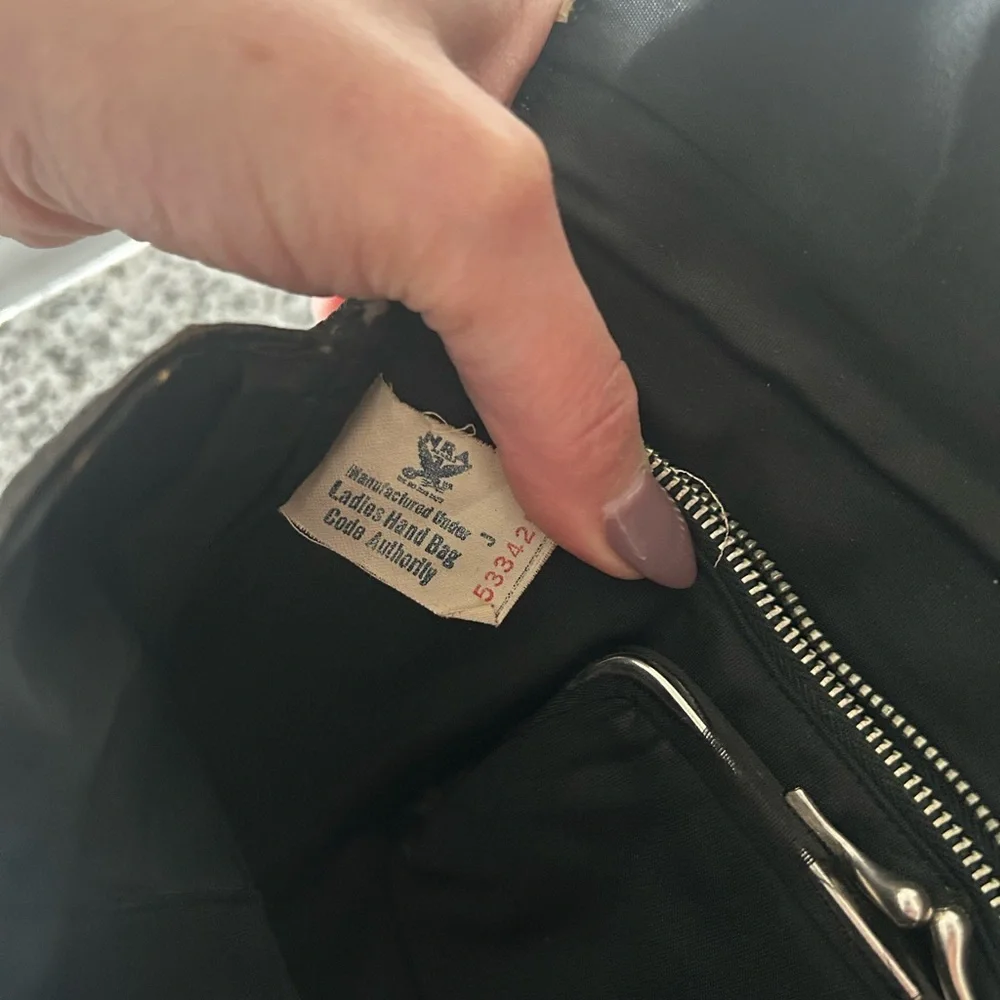 NRA
Manufactured Under
Ladies Hand Bag
Code Authority
J
53342